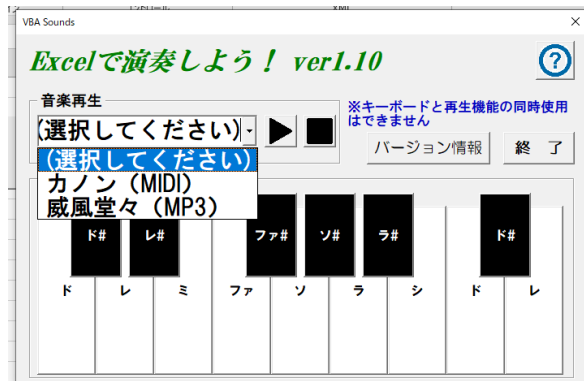 VBA Sounds
Excelで演奏しよう！ ver1.10
音楽再生
※キーボードと再生機能の同時使用
はできません
(選択してください)
バージョン情報
終 了
(選択してください)
カノン（MIDI）
威風堂々（MP3）
ド# レ# ファ# ソ# ラ# ド#
ド レ ミ ファ ソ ラ シ ド レ